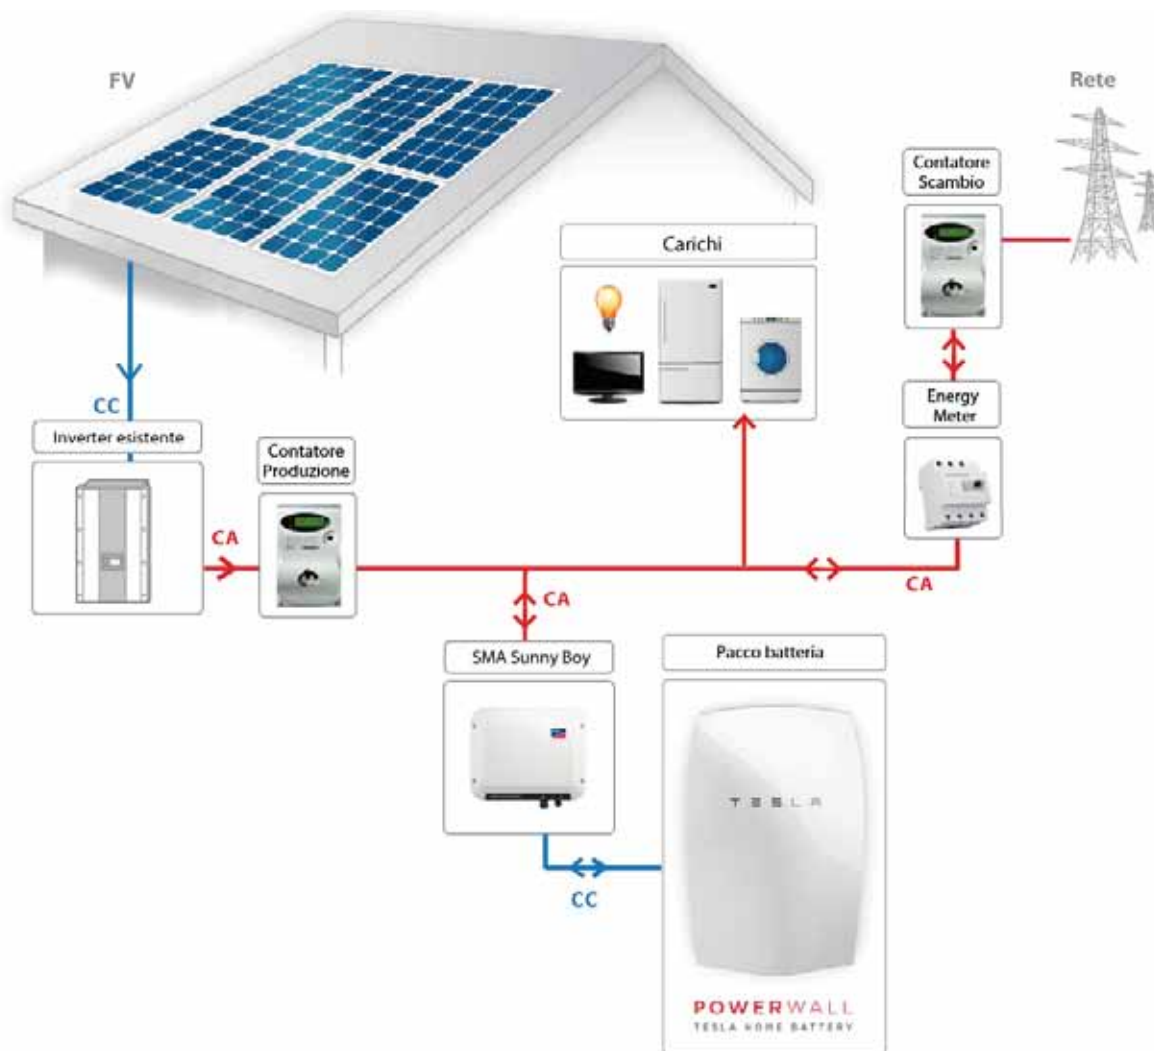 FV
Rete
Contatore
Scambio
Carichi
CC
Energy
Meter
Inverter esistente
Contatore
Produzione
CA
CA
CA
SMA Sunny Boy
Pacco batteria
TESLA
CC
POWERWALL
TESLA HOME BATTERY